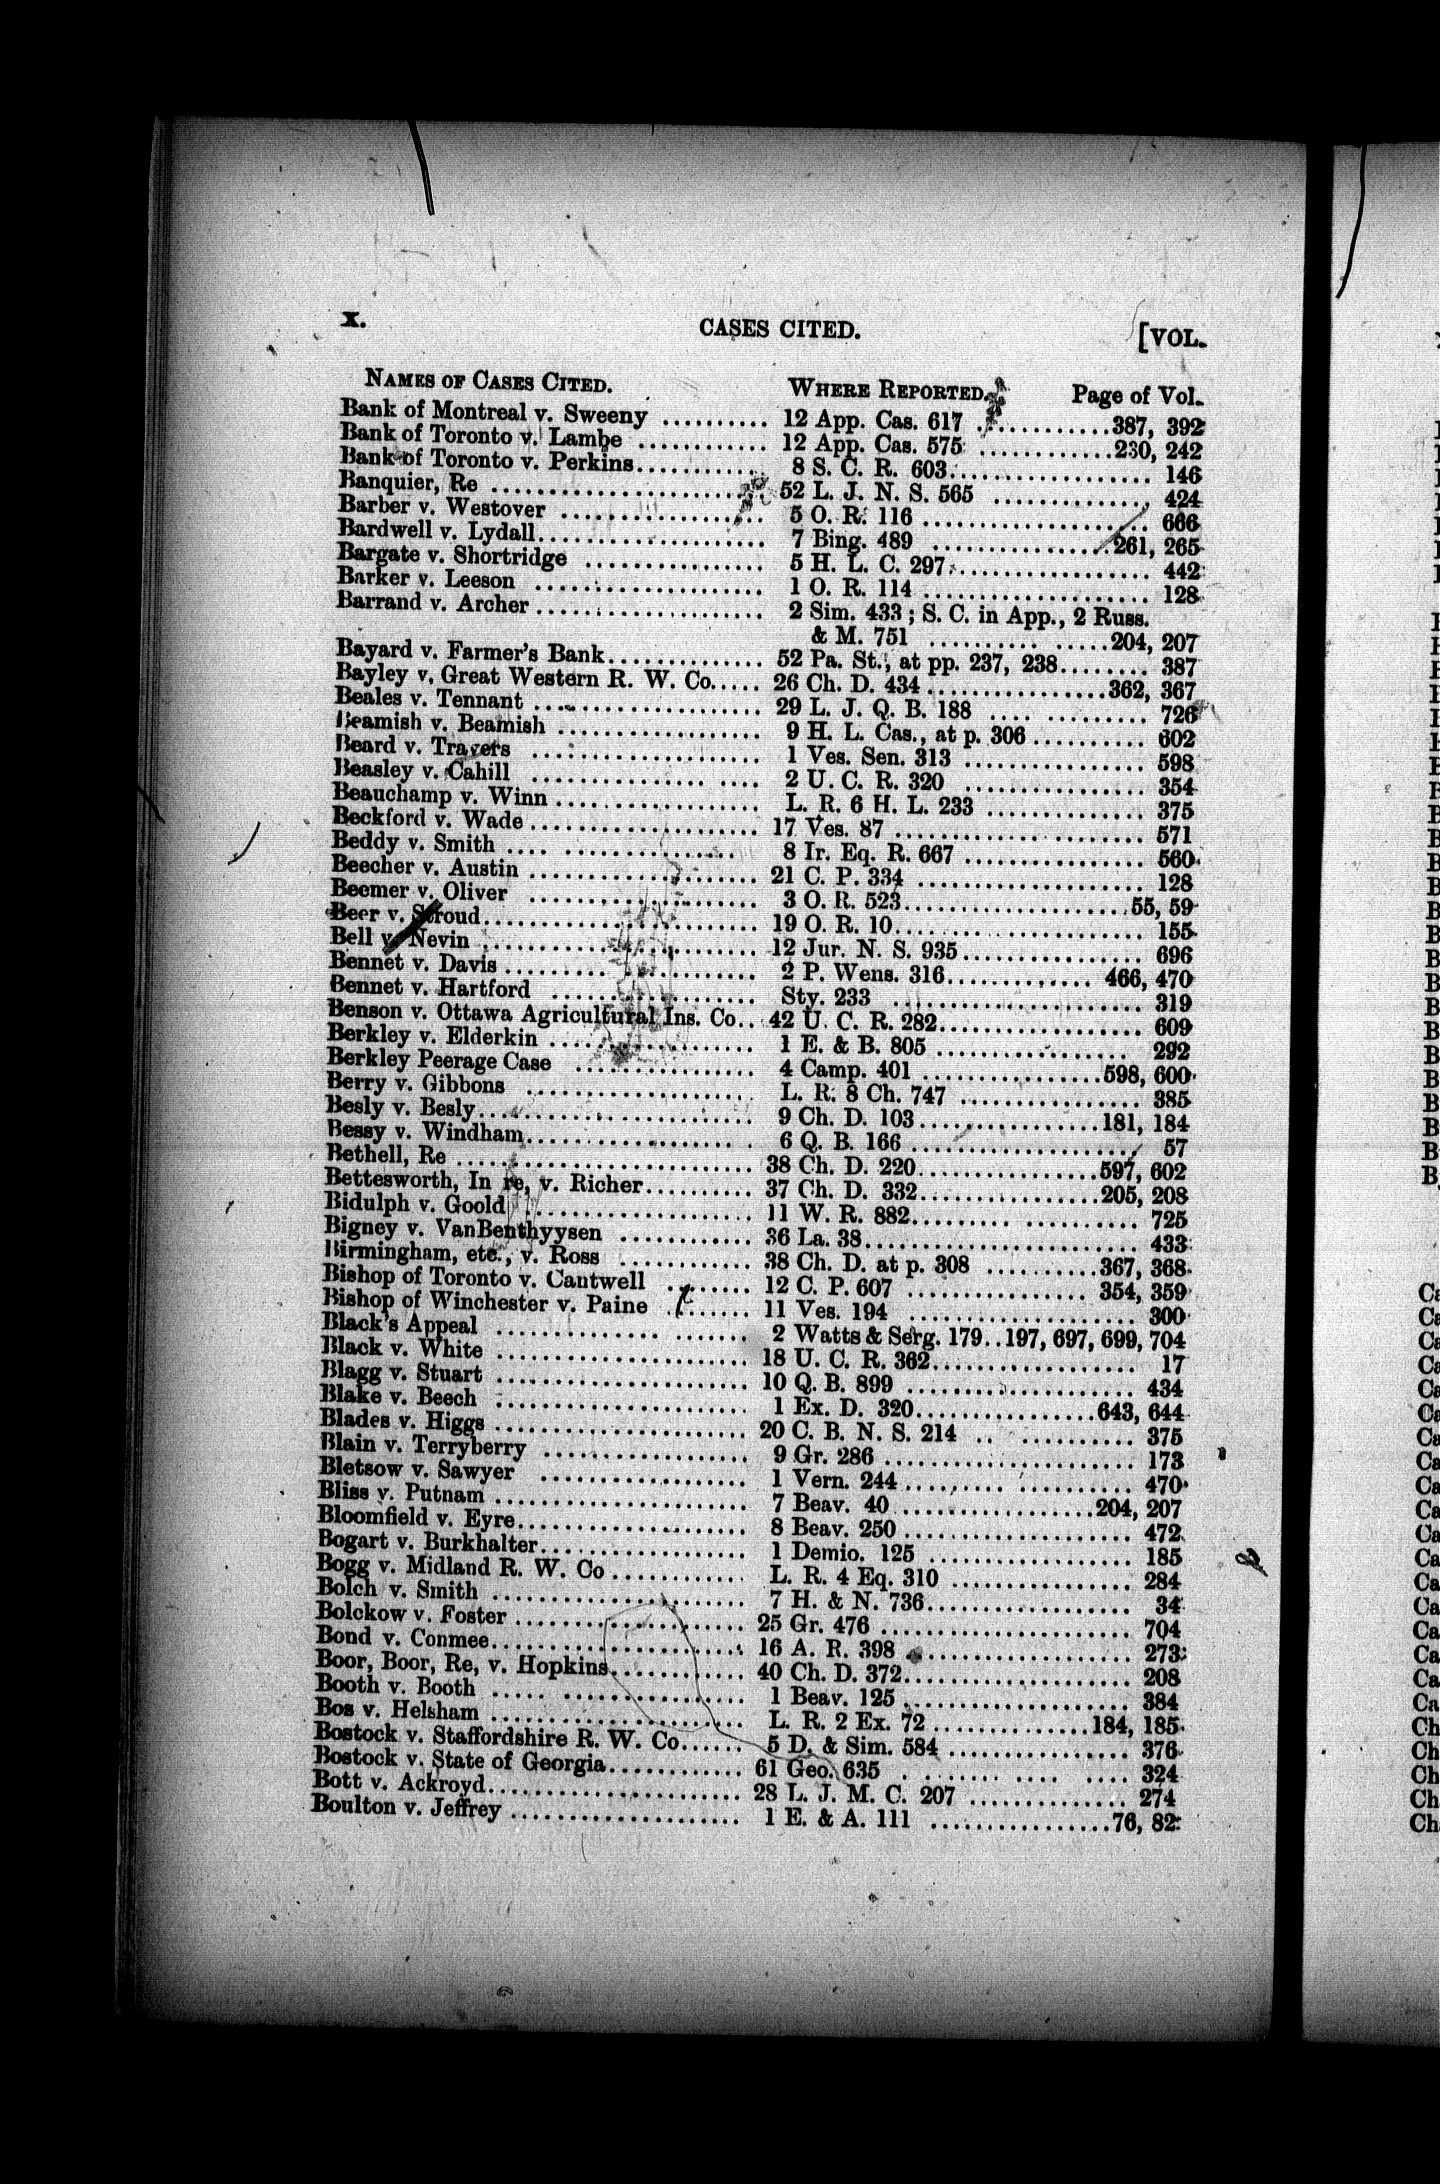 x. CASES CITED. [VOL.
NAMES OF CASES CITED. WHERE REPORTED. Page of Vol.
Bank of Montreal v. Sweeny .......... 12 App. Cas. 617 ............387, 392
Bank of Toronto v. Lambe ............ 12 App. Cas. 575 ............230, 242
Bank of Toronto v. Perkins............ 8 S. C. R. 603.................. 146
Banquier, Re ........................ 52 L. J. N. S. 565 .............. 424
Barber v. Westover .................. 5 O. R. 116 .................... 666
Bardwell v. Lydall.................... 7 Bing. 489 ................261, 265
Bargate v. Shortridge ................ 5 H. L. C. 297.................. 442
Barker v. Leeson .................... 1 O. R. 114 .................... 128
Barrand v. Archer .................... 2 Sim. 433 ; S. C. in App., 2 Russ.
& M. 751 ................204, 207
Bayard v. Farmer's Bank.............. 52 Pa. St., at pp. 237, 238........ 387
Bayley v. Great Western R. W. Co..... 26 Ch. D. 434 ................362, 367
Beales v. Tennant .................... 29 L. J. Q. B. 188 .... .......... 726
Beamish v. Beamish .................. 9 H. L. Cas., at p. 306 .......... 602
Beard v. Travers .................... 1 Ves. Sen. 313 ................ 598
Beasley v. Cahill .................... 2 U. C. R. 320 ................ 354
Beauchamp v. Winn .................. L. R. 6 H. L. 233 .............. 375
Beckford v. Wade .................... 17 Ves. 87 ...................... 571
Beddy v. Smith .... ................ 8 Ir. Eq. R. 667 ................ 560
Beecher v. Austin .................... 21 C. P. 334 .................... 128
Beemer v. Oliver .................... 3 O. R. 523....................55, 59
Beer v. Stroud........................ 19 O. R. 10...................... 155
Bell v. Nevin ........................ 12 Jur. N. S. 935................ 696
Bennet v. Davis ...................... 2 P. Wens. 316............. 466, 470
Bennet v. Hartford .................. Sty. 233 ...................... 319
Benson v. Ottawa Agricultural Ins. Co.. 42 U. C. R. 282.................. 609
Berkley v. Elderkin .................. 1 E. & B. 805 .................. 292
Berkley Peerage Case ................ 4 Camp. 401 ................598, 600
Berry v. Gibbons .................... L. R. 8 Ch. 747 ................ 385
Besly v. Besly........................ 9 Ch. D. 103................181, 184
Bessy v. Windham.................... 6 Q. B. 166 .................... 57
Bethell, Re .......................... 38 Ch. D. 220................597, 602
Bettesworth, In re, v. Richer.......... 37 Ch. D. 332................205, 208
Bidulph v. Goold .................... 11 W. R. 882.................... 725
Bigney v. VanBenthyysen ............ 36 La. 38........................ 433
Birmingham, etc., v. Ross ............ 38 Ch. D. at p. 308 ..........367, 368
Bishop of Toronto v. Cantwell ........ 12 C. P. 607 ................ 354, 359
Bishop of Winchester v. Paine ........ 11 Ves. 194 .................... 300
Black's Appeal ...................... 2 Watts & Serg. 179..197, 697, 699, 704
Black v. White ...................... 18 U. C. R. 362.................. 17
Blagg v. Stuart ...................... 10 Q. B. 899 .................... 434
Blake v. Beech ...................... 1 Ex. D. 320................643, 644
Blades v. Higgs ...................... 20 C. B. N. S. 214 .............. 375
Blain v. Terryberry .................. 9 Gr. 286 ...................... 173
Bletsow v. Sawyer .................. 1 Vern. 244 .................... 470
Bliss v. Putnam ...................... 7 Beav. 40 ..................204, 207
Bloomfield v. Eyre.................... 8 Beav. 250 .................... 472
Bogart v. Burkhalter.................. 1 Demio. 125 .................. 185
Bogg v. Midland R. W. Co ............ L. R. 4 Eq. 310 ................ 284
Bolch v. Smith ...................... 7 H. & N. 736.................. 34
Bolckow v. Foster .................... 25 Gr. 476 ...................... 704
Bond v. Conmee...................... 16 A. R. 398 .................... 273
Boor, Boor, Re, v. Hopkins............ 40 Ch. D. 372.................... 208
Booth v. Booth ..... ................ 1 Beav. 125 .................... 384
Bos v. Helsham ...................... L. R. 2 Ex. 72 ..............184, 185
Bostock v. Staffordshire R. W. Co...... 5 D. & Sim. 584 ................ 376
Bostock v. State of Georgia............ 61 Geo. 635 .................... 324
Bott v. Ackroyd...................... 28 L. J. M. C. 207 .............. 274
Boulton v. Jeffrey .................... 1 E. & A. 111 ................76, 82